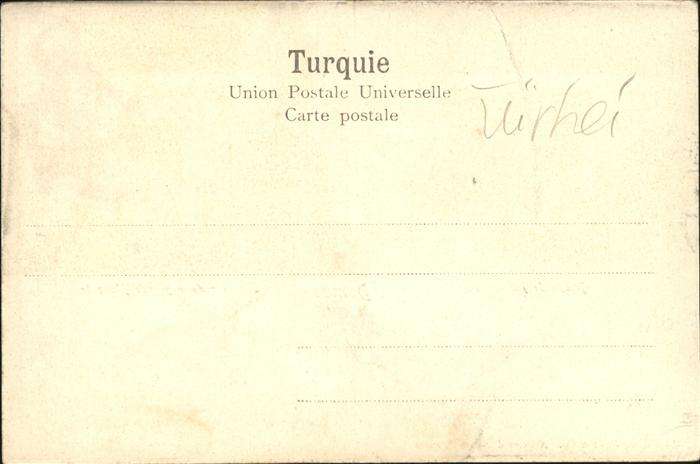 Turquie
Union Postale Universelle
Carte postale
Türkei